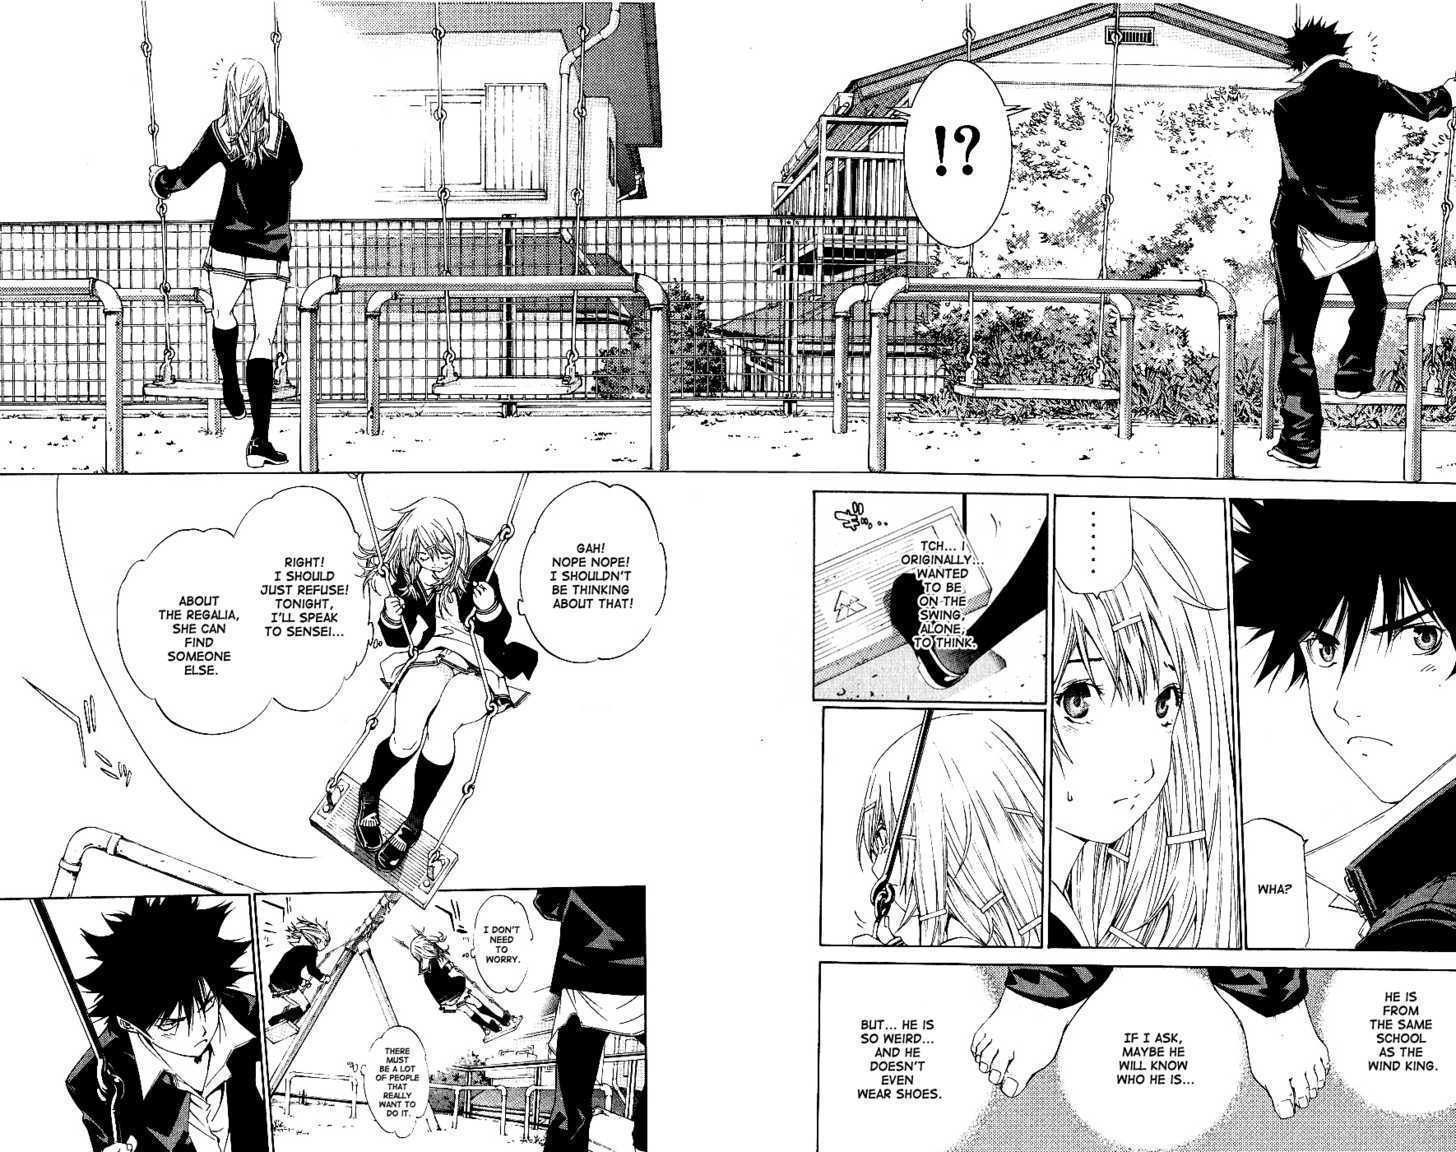 !?
WHA?
......
TCH... I
ORIGINALLY...
WANTED
TO BE
ON THE
SWING,
ALONE,
TO THINK.
HE IS
FROM
THE SAME
SCHOOL
AS THE
WIND KING.
IF I ASK,
MAYBE HE
WILL KNOW
WHO HE IS...
BUT... HE IS
SO WEIRD...
AND HE
DOESN'T
EVEN
WEAR SHOES.
GAH!
NOPE NOPE!
I SHOULDN'T
BE THINKING
ABOUT THAT!
RIGHT!
I SHOULD
JUST REFUSE!
TONIGHT,
I'LL SPEAK
TO SENSEI...
ABOUT
THE REGALIA,
SHE CAN
FIND
SOMEONE
ELSE.
I DON'T
NEED
TO
WORRY.
THERE
MUST
BE A LOT
OF PEOPLE
THAT
REALLY
WANT TO
DO IT.